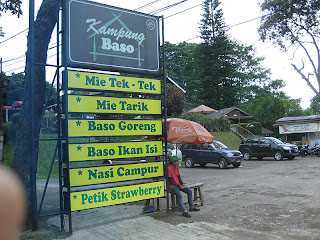 Kampung
Baso
* Mie Tek - Tek
* Mie Tarik
* Baso Goreng
* Baso Ikan Isi
* Nasi Campur
* Petik Strawberry